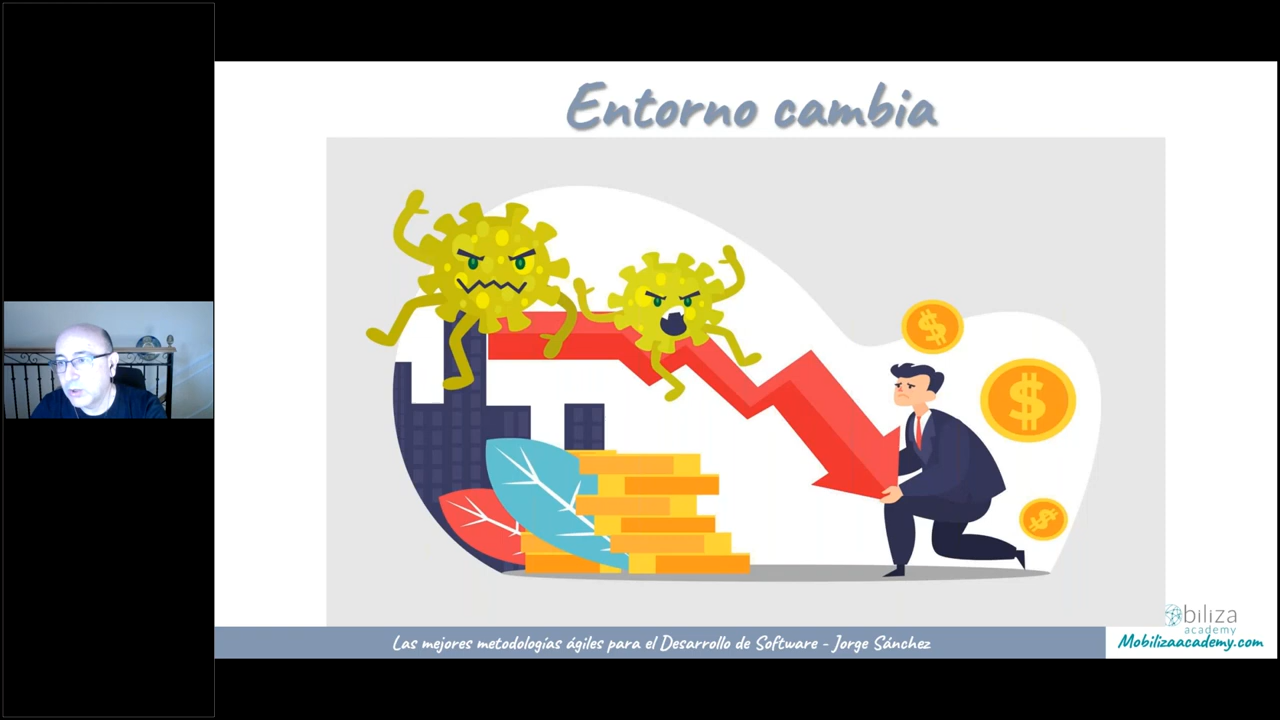 Entorno cambia
$
$
$
biliza
academy
Las mejores metodologías ágiles para el Desarrollo de Software - Jorge Sánchez
Mobilizaacademy.com